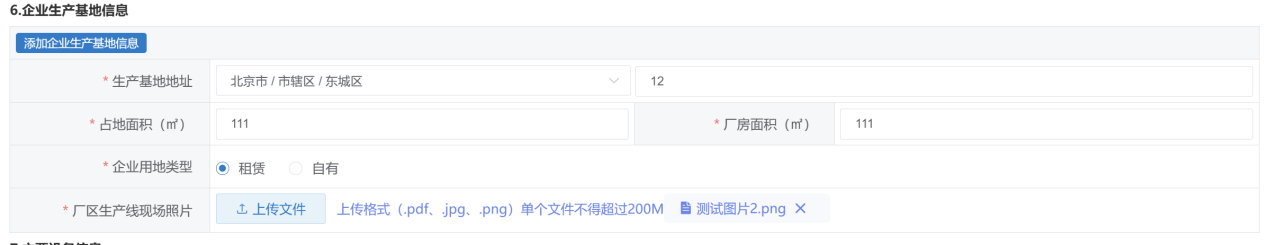 6.企业生产基地信息
添加企业生产基地信息
* 生产基地地址 北京市 / 市辖区 / 东城区 12
* 占地面积（㎡） 111 * 厂房面积（㎡） 111
* 企业用地类型 租赁 自有
* 厂区生产线现场照片 上传文件 上传格式（.pdf、.jpg、.png）单个文件不得超过200M 测试图片2.png